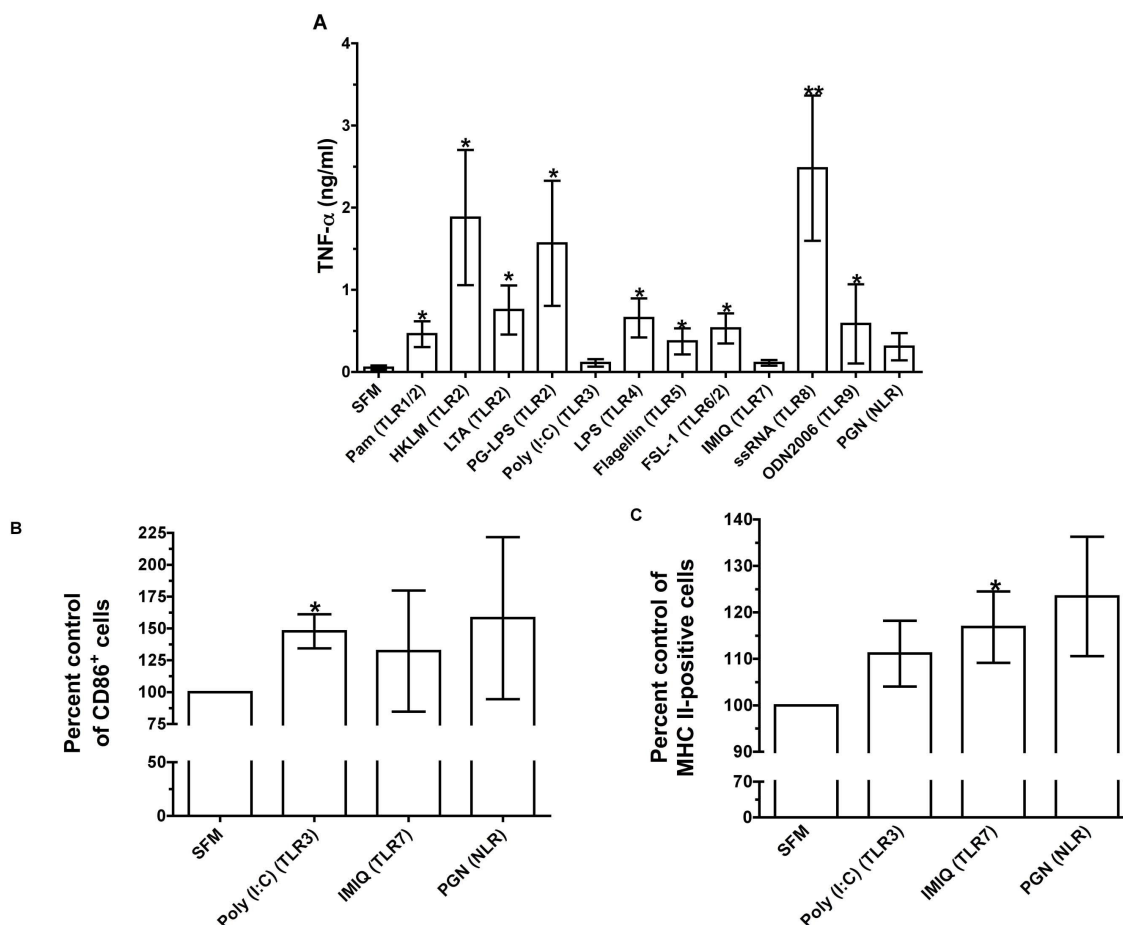 A
TNF-α (ng/ml)
4
3
2
1
0
*
*
*
*
*
*
*
**
*
SFM
Pam (TLR1/2)
HKLM (TLR2)
LTA (TLR2)
PG-LPS (TLR2)
Poly (I:C) (TLR3)
LPS (TLR4)
Flagellin (TLR5)
FSL-1 (TLR6/2)
IMIQ (TLR7)
ssRNA (TLR8)
ODN2006 (TLR9)
PGN (NLR)
B
Percent control
of CD86+ cells
225
200
175
150
125
100
75
50
0
*
SFM
Poly (I:C) (TLR3)
IMIQ (TLR7)
PGN (NLR)
C
Percent control of
MHC II-positive cells
140
130
120
110
100
90
70
0
*
SFM
Poly (I:C) (TLR3)
IMIQ (TLR7)
PGN (NLR)